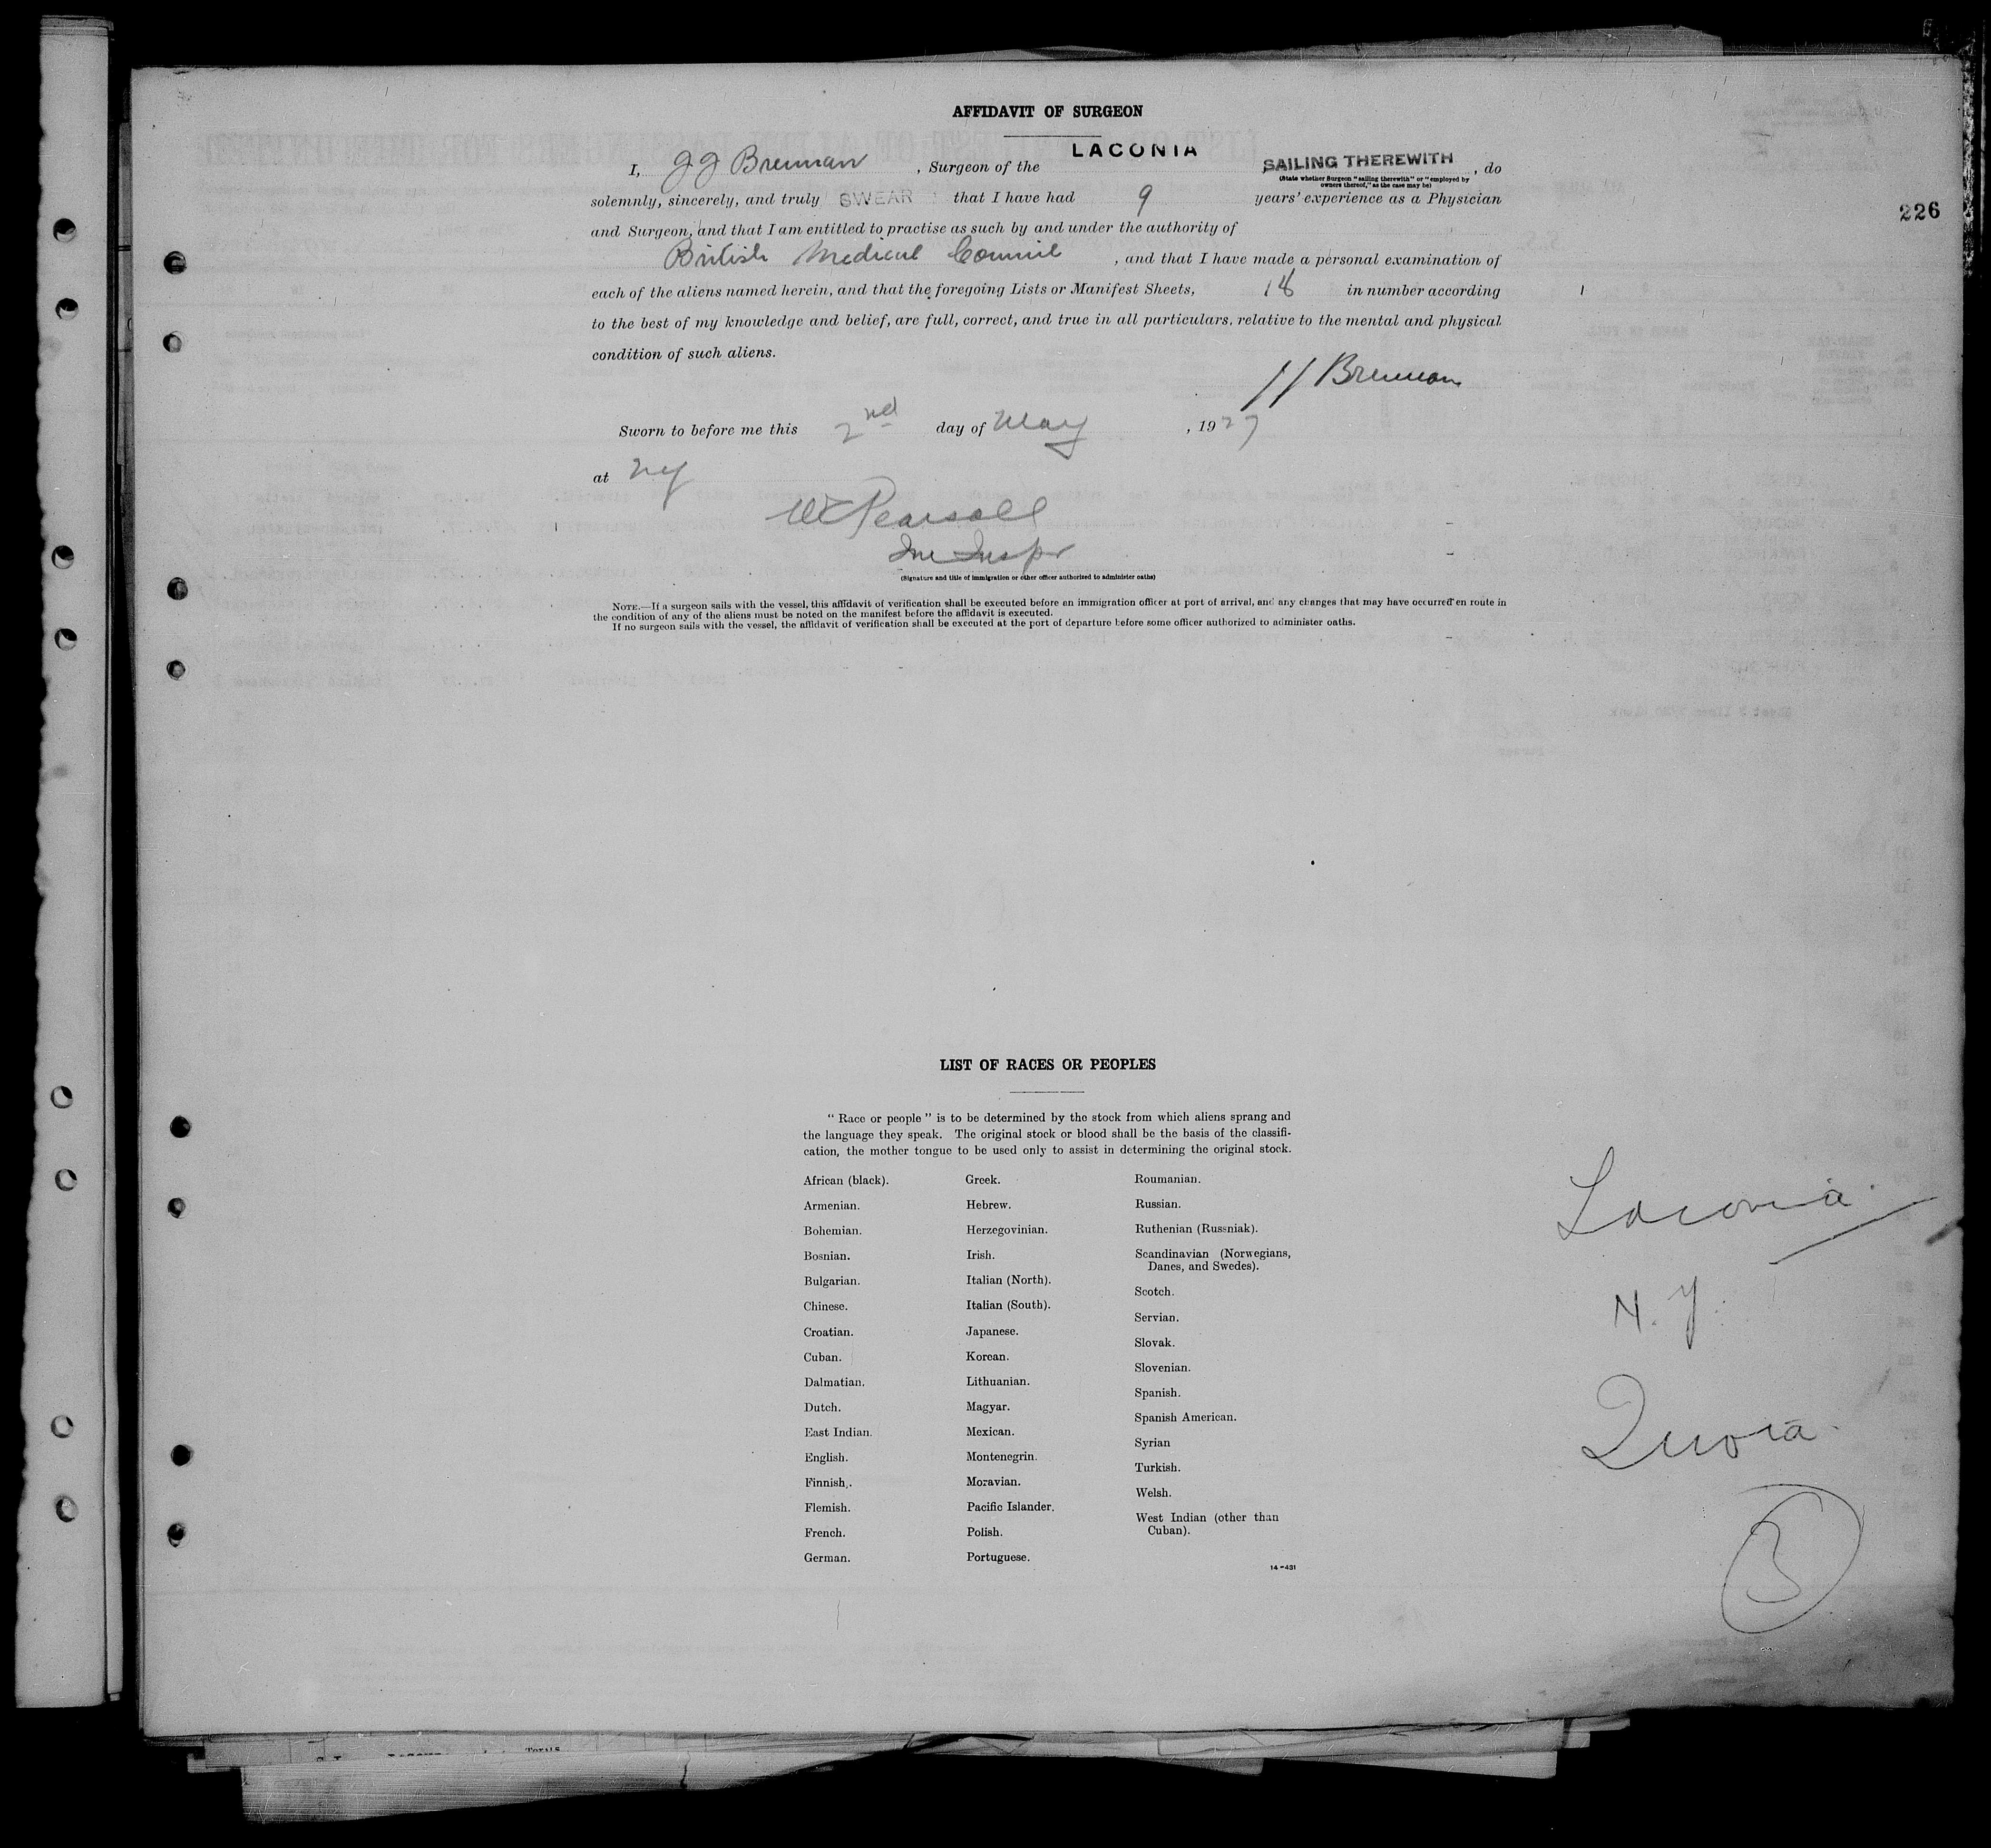 AFFIDAVIT OF SURGEON
I, JJ Brennan, Surgeon of the LACONIA SAILING THEREWITH, do
(State whether Surgeon "sailing therewith" or "employed by
owners thereof," as the case may be)
solemnly, sincerely, and truly SWEAR that I have had 9 years' experience as a Physician
226
and Surgeon, and that I am entitled to practise as such by and under the authority of
British Medical Council, and that I have made a personal examination of
each of the aliens named herein, and that the foregoing Lists or Manifest Sheets, 18 in number according
to the best of my knowledge and belief, are full, correct, and true in all particulars, relative to the mental and physical
condition of such aliens.
JJ Brennan
Sworn to before me this 2nd day of May, 1927
at NY
W Pearsall
Imm Inspr
(Signature and title of immigration or other officer authorized to administer oaths)
NOTE.—If a surgeon sails with the vessel, this affidavit of verification shall be executed before an immigration officer at port of arrival, and any changes that may have occurred en route in
the condition of any of the aliens must be noted on the manifest before the affidavit is executed.
If no surgeon sails with the vessel, the affidavit of verification shall be executed at the port of departure before some officer authorized to administer oaths.
LIST OF RACES OR PEOPLES
"Race or people" is to be determined by the stock from which aliens sprang and
the language they speak. The original stock or blood shall be the basis of the classifi-
cation, the mother tongue to be used only to assist in determining the original stock.
African (black).
Armenian.
Bohemian.
Bosnian.
Bulgarian.
Chinese.
Croatian.
Cuban.
Dalmatian.
Dutch.
East Indian.
English.
Finnish.
Flemish.
French.
German.
Greek.
Hebrew.
Herzegovinian.
Irish.
Italian (North).
Italian (South).
Japanese.
Korean.
Lithuanian.
Magyar.
Mexican.
Montenegrin.
Moravian.
Pacific Islander.
Polish.
Portuguese.
Roumanian.
Russian.
Ruthenian (Russniak).
Scandinavian (Norwegians,
Danes, and Swedes).
Scotch.
Servian.
Slovak.
Slovenian.
Spanish.
Spanish American.
Syrian
Turkish.
Welsh.
West Indian (other than
Cuban).
14-431
Laconia
N.Y.
3